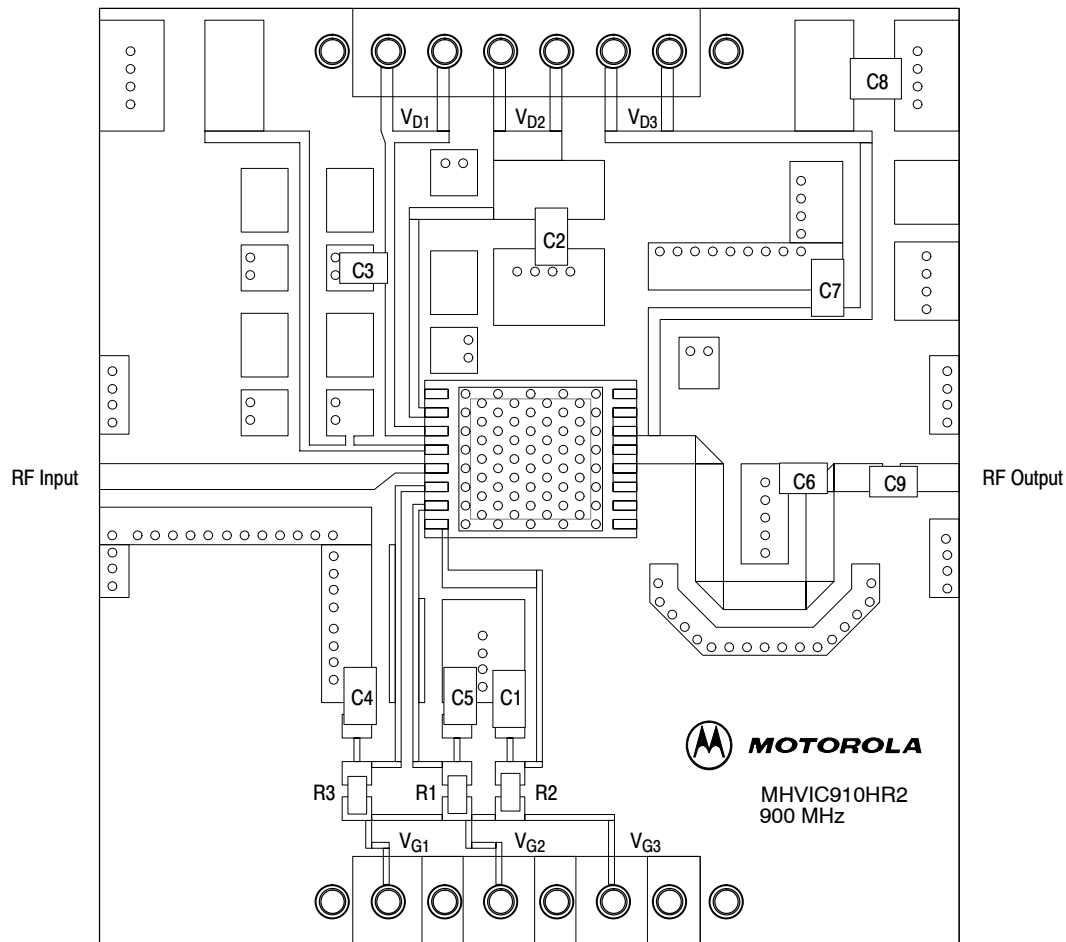 C8
VD1 VD2 VD3
C2
C3
C7
RF Input
C6 C9
RF Output
C4 C5 C1
MOTOROLA
R3 R1 R2
MHVIC910HR2
900 MHz
VG1 VG2 VG3